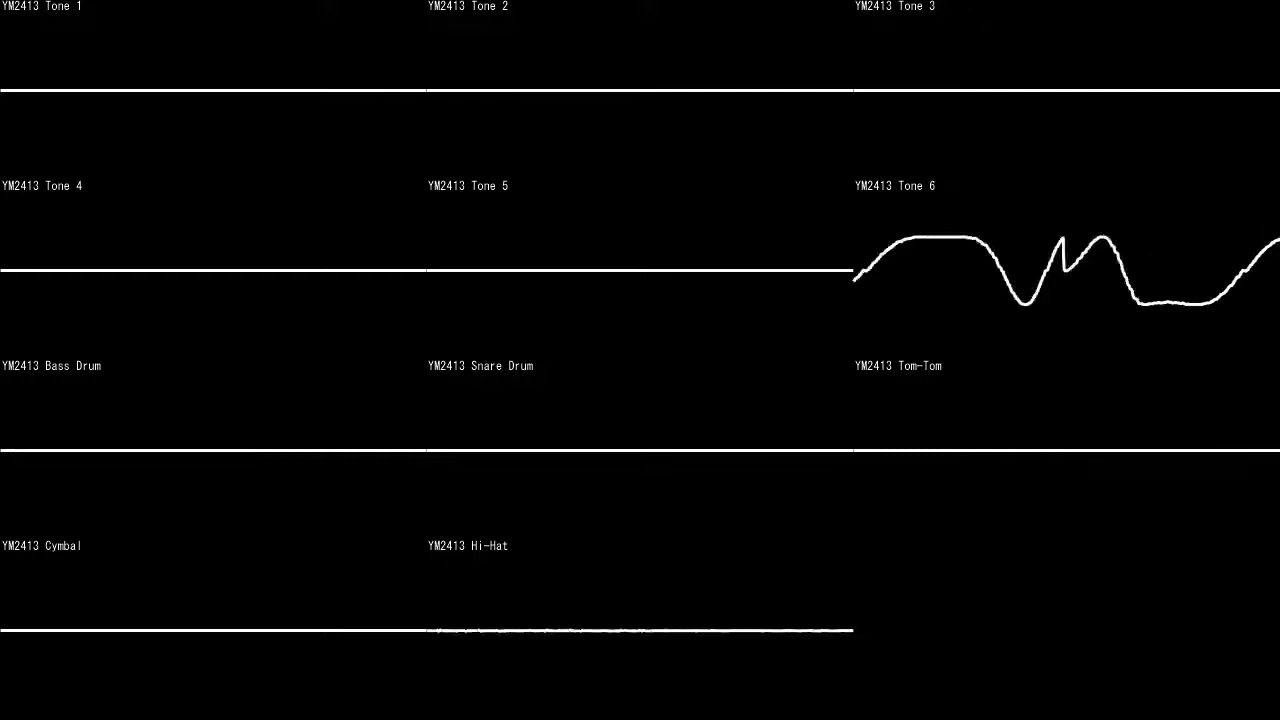 YM2413 Tone 1
YM2413 Tone 2
YM2413 Tone 3
YM2413 Tone 4
YM2413 Tone 5
YM2413 Tone 6
YM2413 Bass Drum
YM2413 Snare Drum
YM2413 Tom-Tom
YM2413 Cymbal
YM2413 Hi-Hat